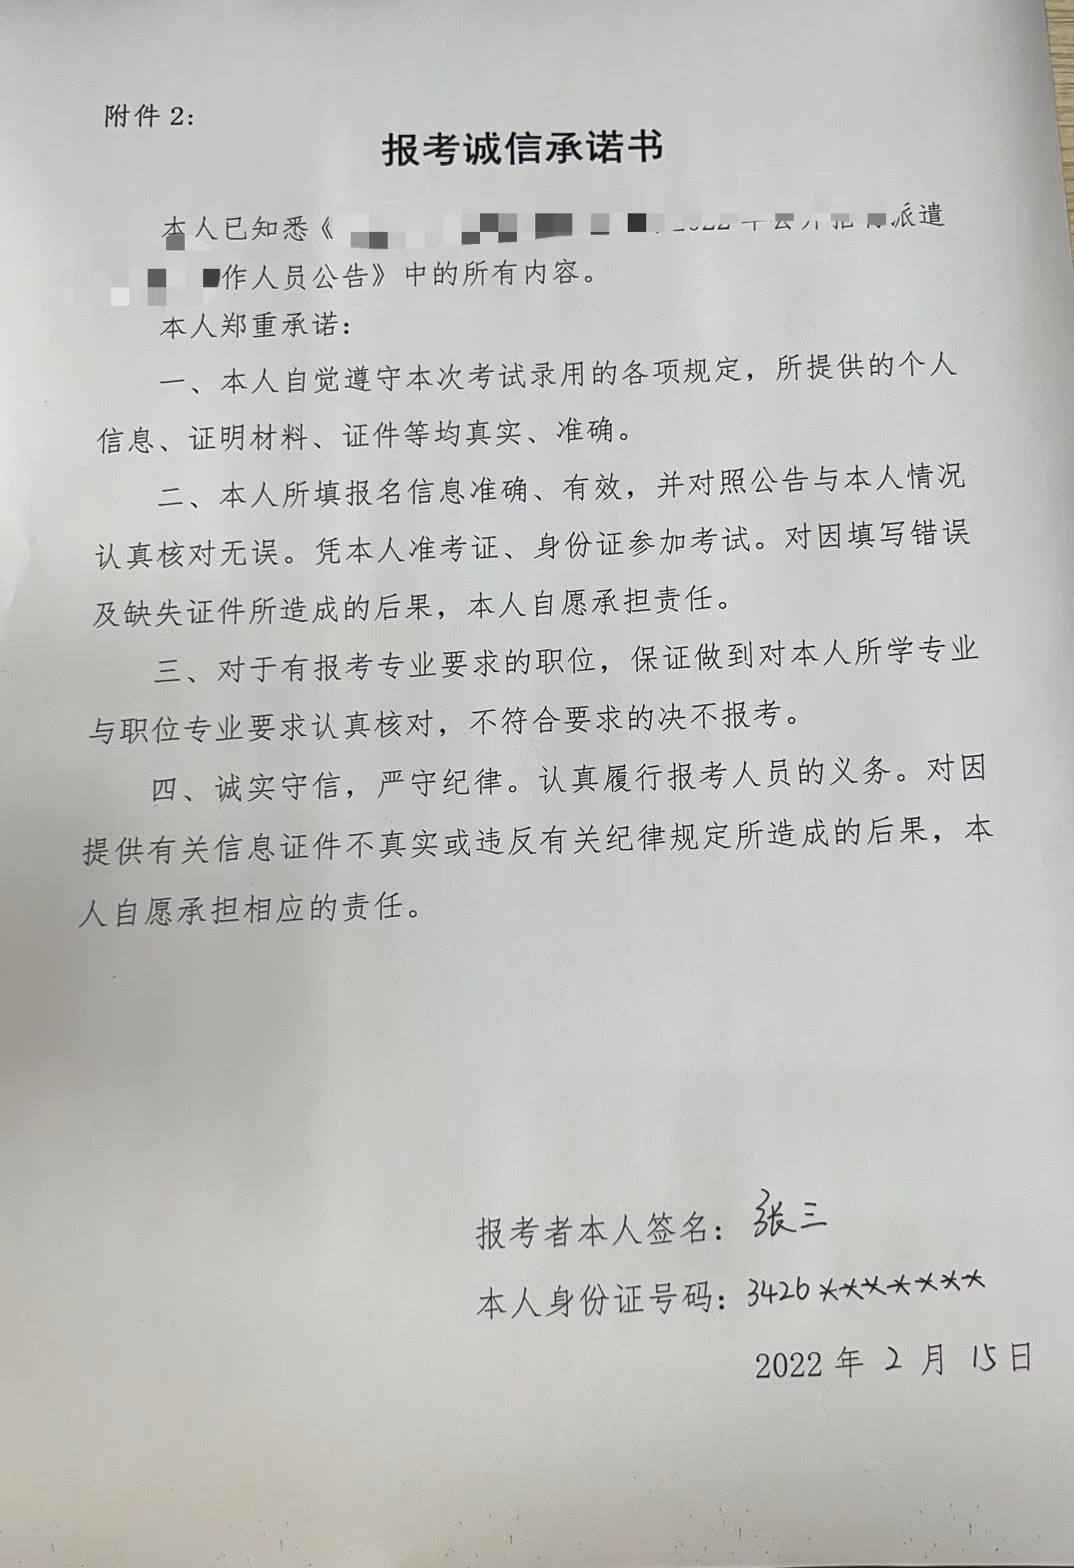 附件 2:
报考诚信承诺书
本人已知悉《 派遣
作人员公告》中的所有内容。
本人郑重承诺：
一、本人自觉遵守本次考试录用的各项规定，所提供的个人
信息、证明材料、证件等均真实、准确。
二、本人所填报名信息准确、有效，并对照公告与本人情况
认真核对无误。凭本人准考证、身份证参加考试。对因填写错误
及缺失证件所造成的后果，本人自愿承担责任。
三、对于有报考专业要求的职位，保证做到对本人所学专业
与职位专业要求认真核对，不符合要求的决不报考。
四、诚实守信，严守纪律。认真履行报考人员的义务。对因
提供有关信息证件不真实或违反有关纪律规定所造成的后果，本
人自愿承担相应的责任。
报考者本人签名：张三
本人身份证号码：3426*******
2022 年 2 月 15日